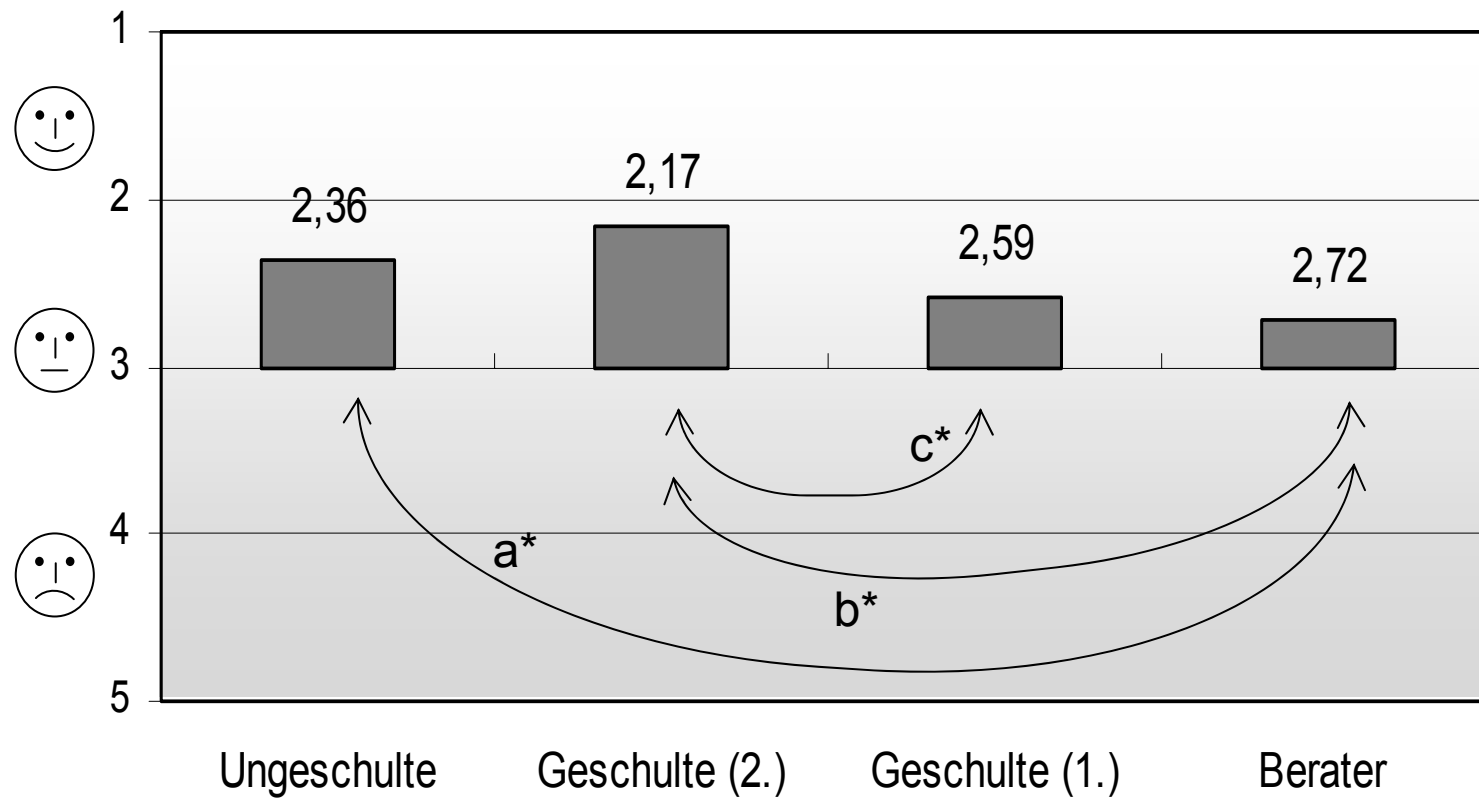 1
2
3
4
5
2,36
2,17
2,59
2,72
a*
b*
c*
Ungeschulte
Geschulte (2.)
Geschulte (1.)
Berater